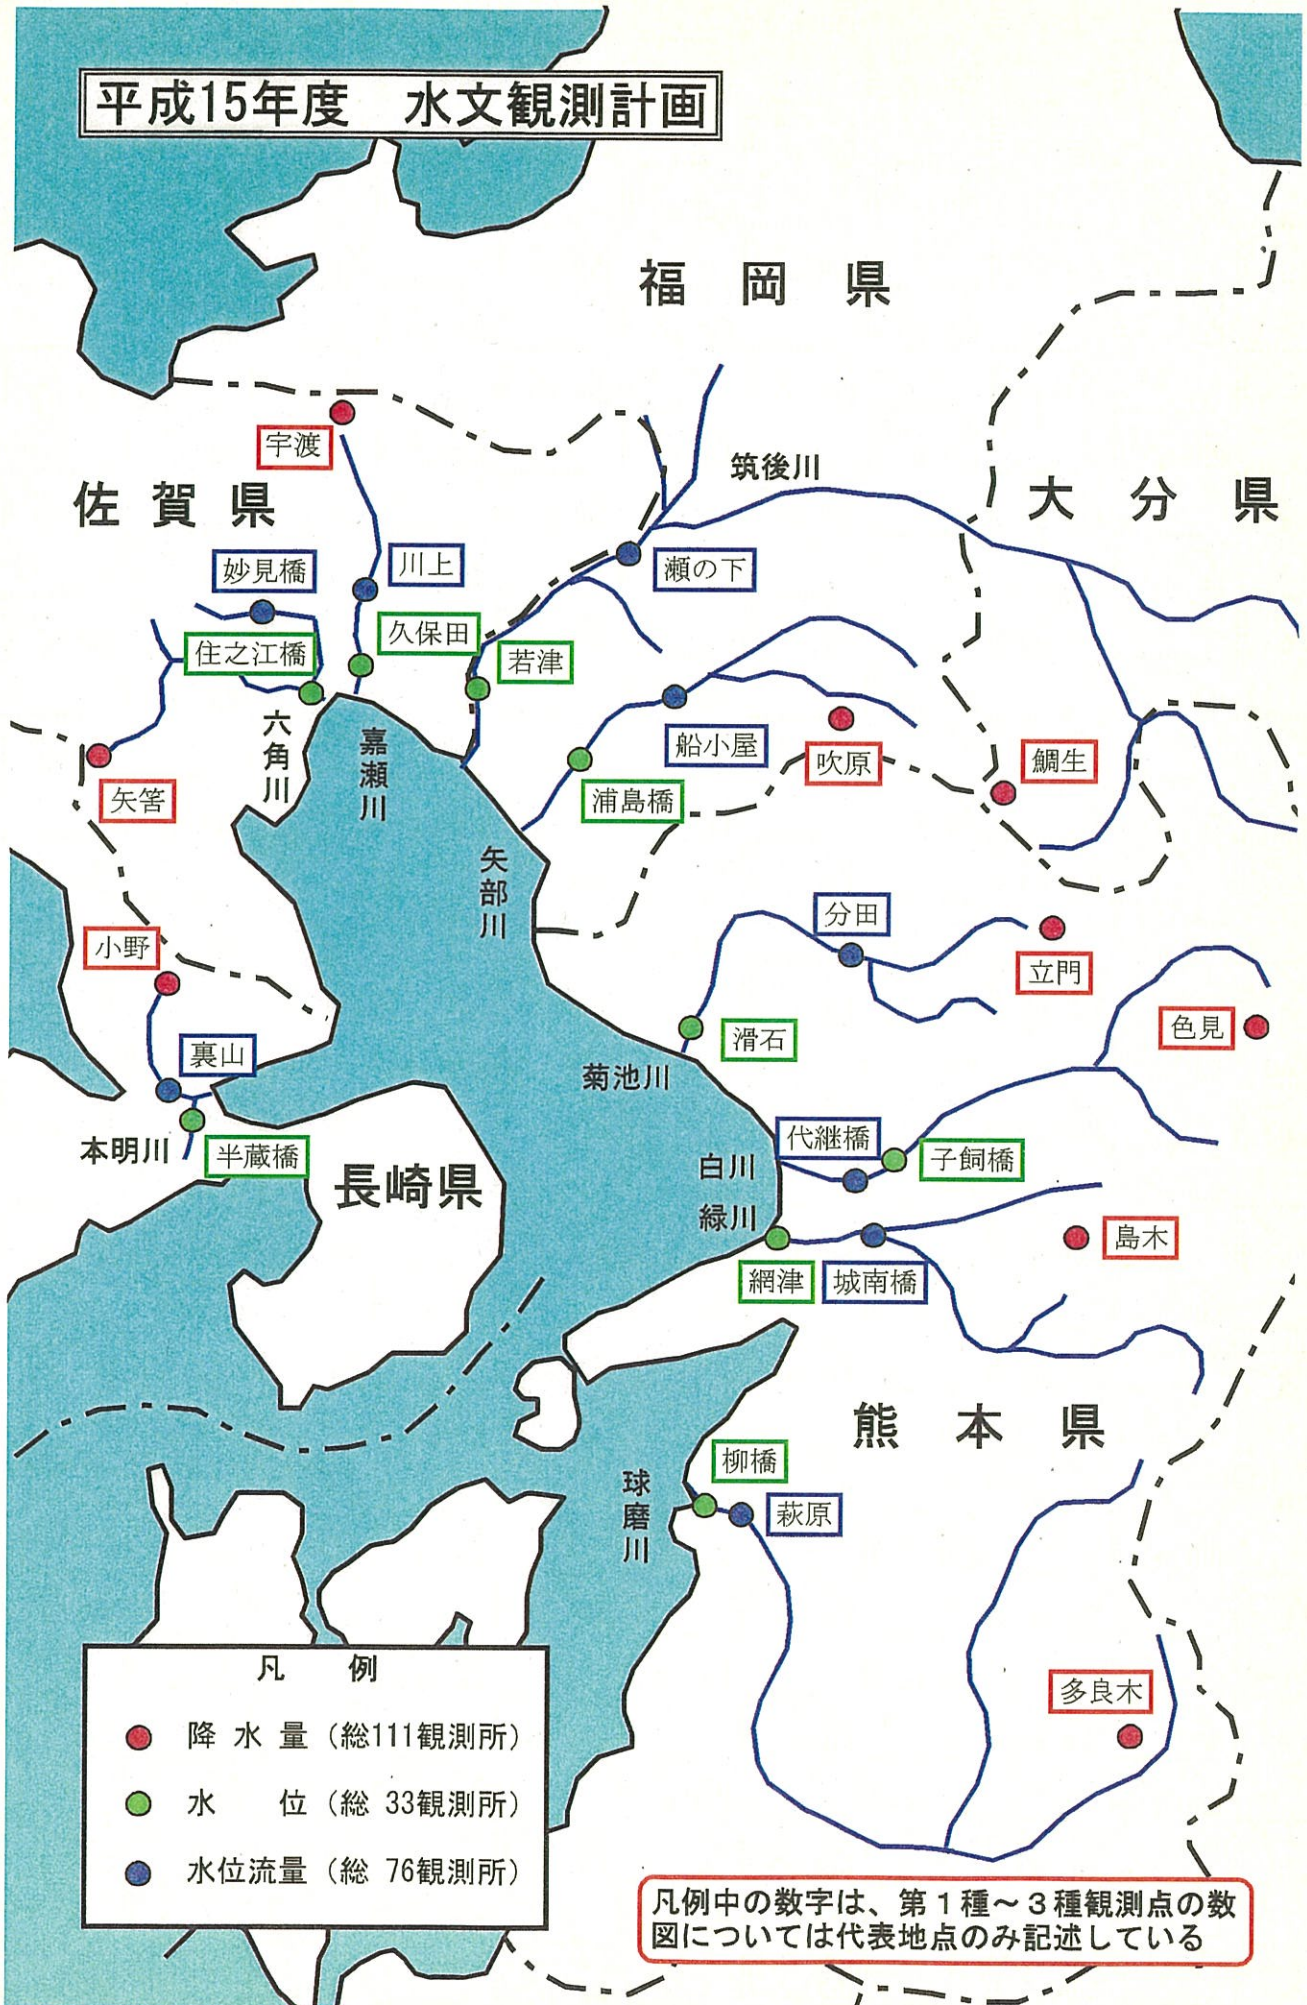 平成15年度　水文観測計画
福岡県
宇渡
筑後川
佐賀県
大分県
妙見橋
川上
瀬の下
久保田
住之江橋
若津
六角川
嘉瀬川
船小屋
吹原
鯛生
矢筈
浦島橋
矢部川
分田
小野
立門
色見
滑石
裏山
菊池川
代継橋
本明川
半蔵橋
長崎県
白川
子飼橋
緑川
島木
網津
城南橋
熊本県
柳橋
球磨川
萩原
多良木
凡　例
降水量（総111観測所）
水　位（総 33観測所）
水位流量（総 76観測所）
凡例中の数字は、第１種～３種観測点の数
図については代表地点のみ記述している